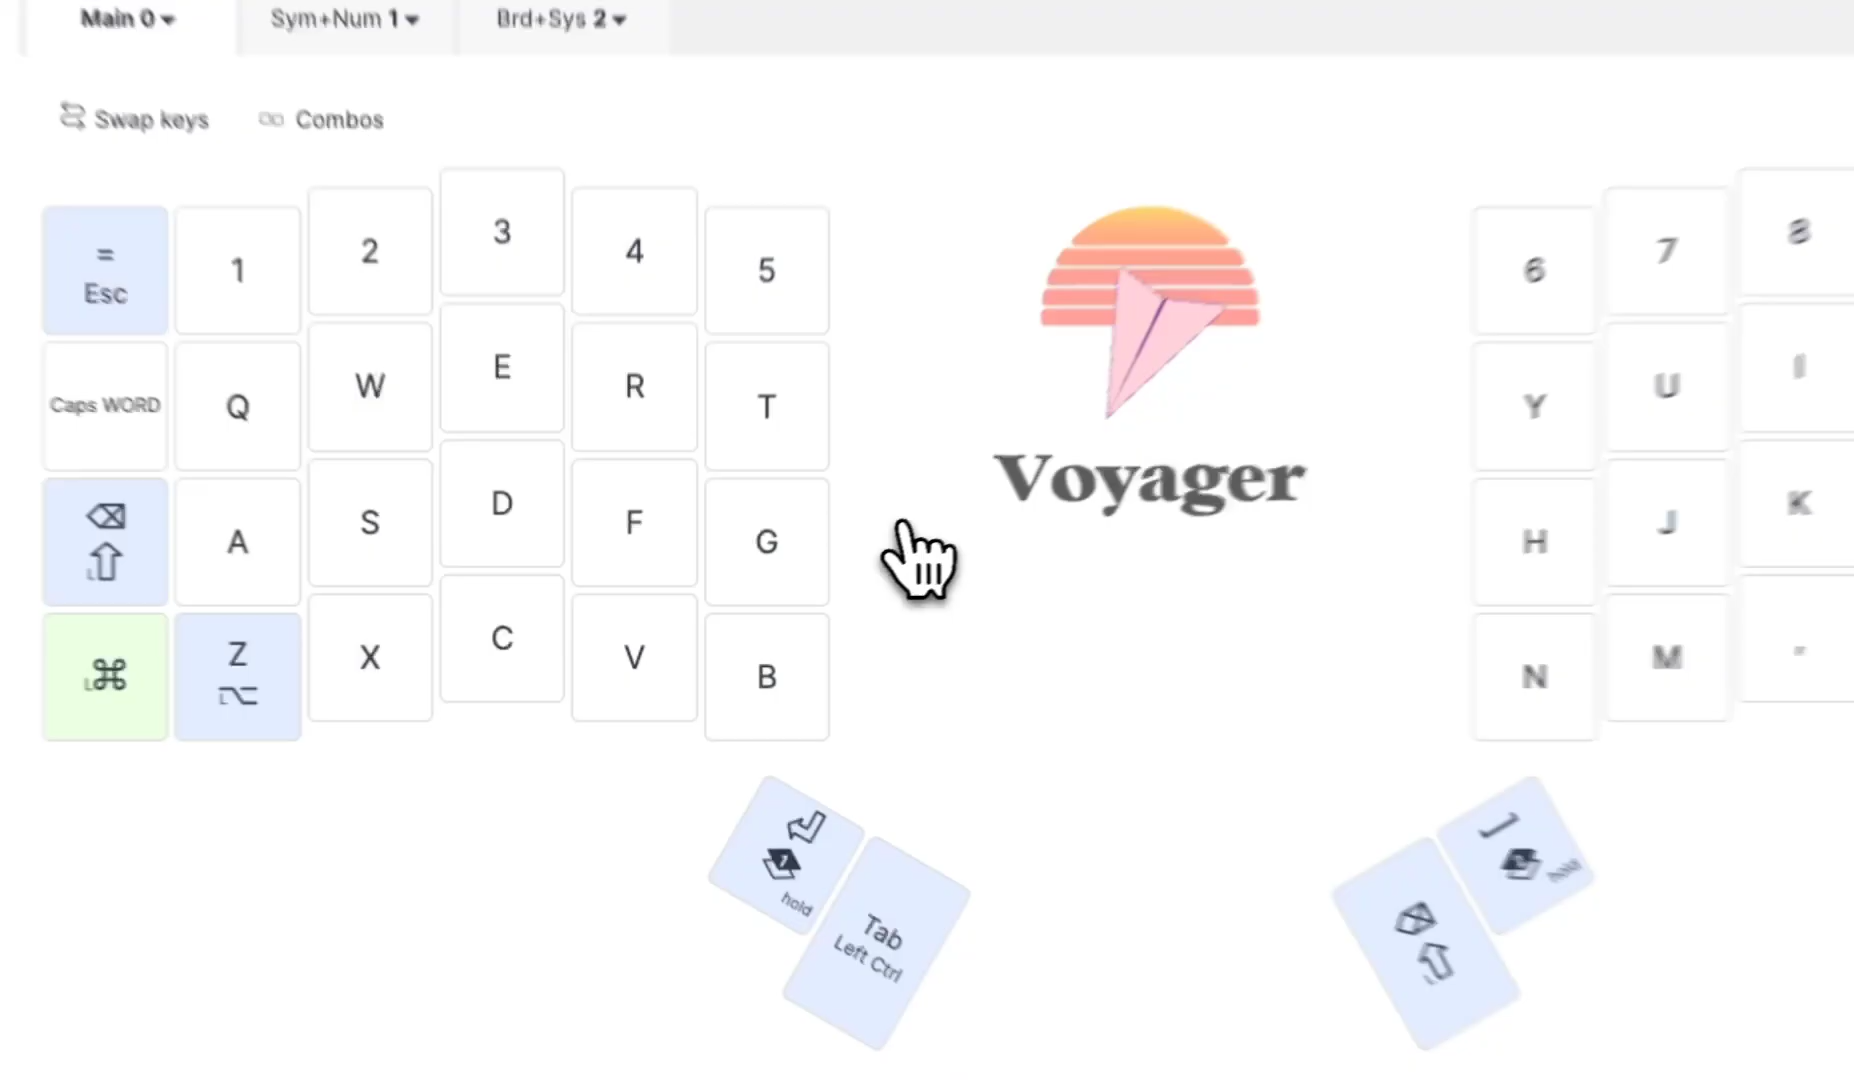 Main 0
Sym+Num 1
Brd+Sys 2
Swap keys
Combos
=
Esc
1
2
3
4
5
6
7
8
Caps WORD
Q
W
E
R
T
Y
U
I
A
S
D
F
G
H
J
K
L
Z
X
C
V
B
N
M
Voyager
hold
Tab
Left Ctrl
hold